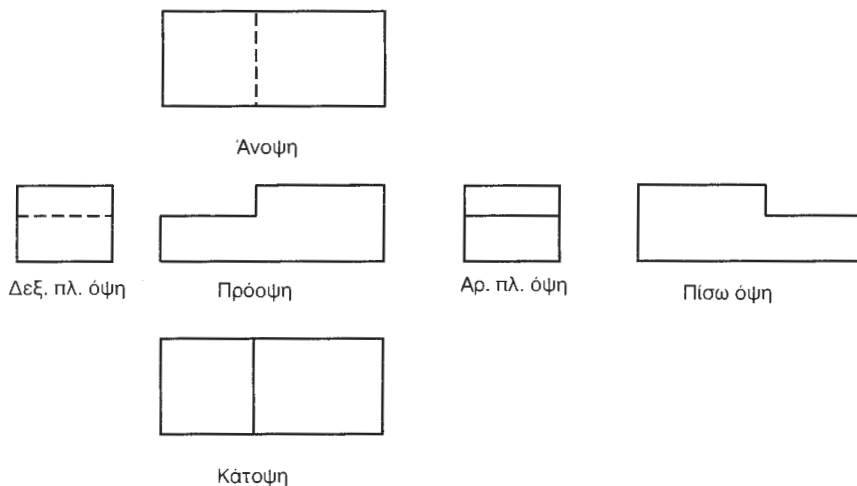 Άνοψη
Δεξ. πλ. όψη
Πρόοψη
Αρ. πλ. όψη
Πίσω όψη
Κάτοψη